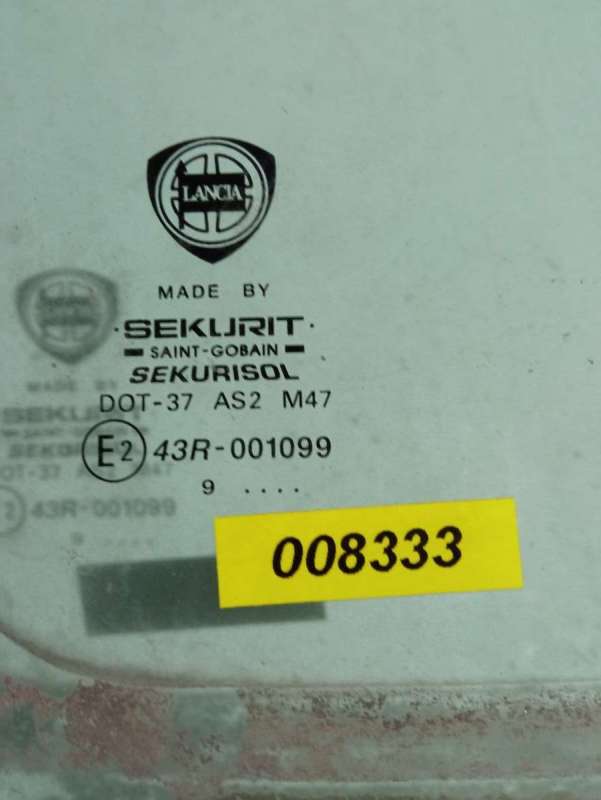 LANCIA
MADE BY
·SEKURIT·
SAINT-GOBAIN
SEKURISOL
DOT-37 AS2 M47
E2 43R-001099
9 ....
008333